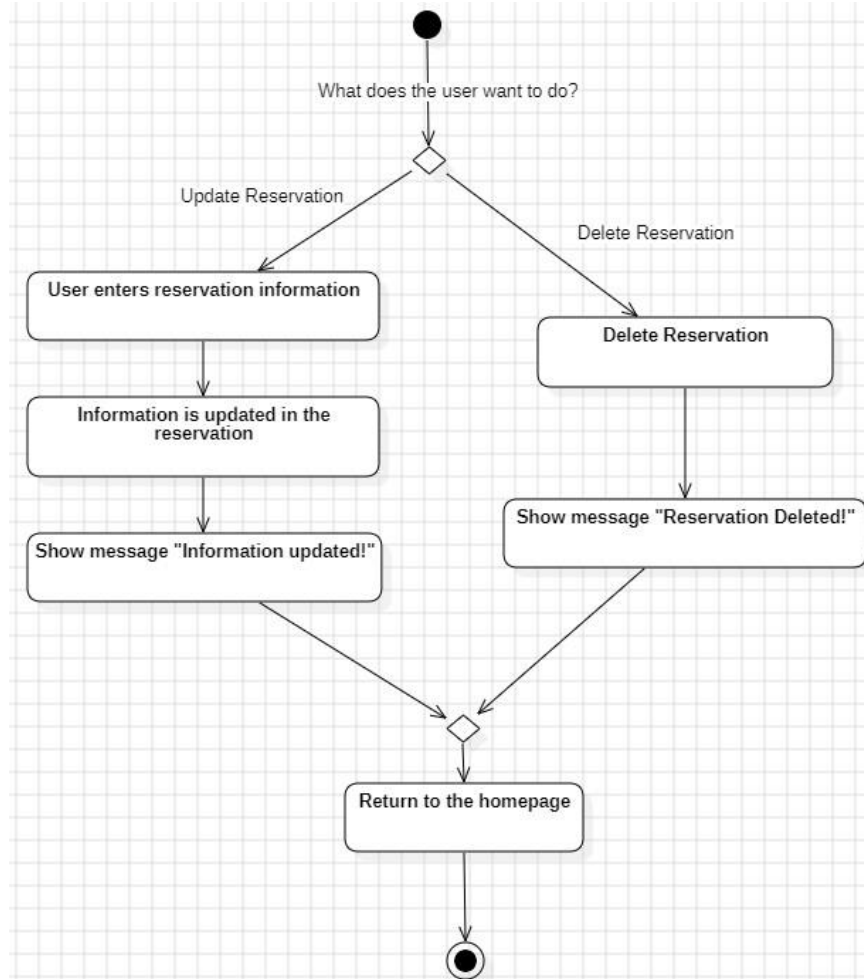 What does the user want to do?
Update Reservation
Delete Reservation
User enters reservation information
Delete Reservation
Information is updated in the
reservation
Show message "Reservation Deleted!"
Show message "Information updated!"
Return to the homepage